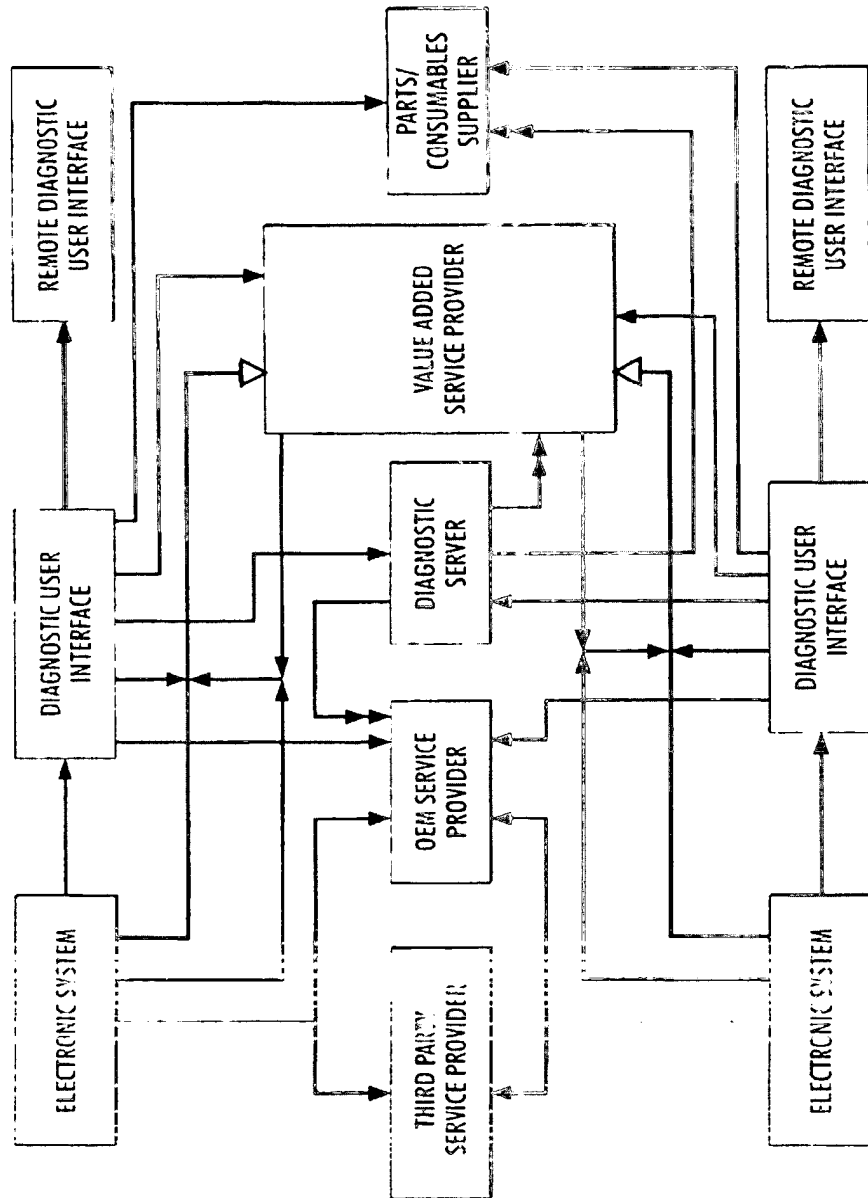 REMOTE DIAGNOSTIC
USER INTERFACE
PARTS/
CONSUMABLES
SUPPLIER
REMOTE DIAGNOSTIC
USER INTERFACE
VALUE ADDED
SERVICE PROVIDER
DIAGNOSTIC USER
INTERFACE
DIAGNOSTIC
SERVER
DIAGNOSTIC USER
INTERFACE
OEM SERVICE
PROVIDER
ELECTRONIC SYSTEM
THIRD PARTY
SERVICE PROVIDER
ELECTRONIC SYSTEM